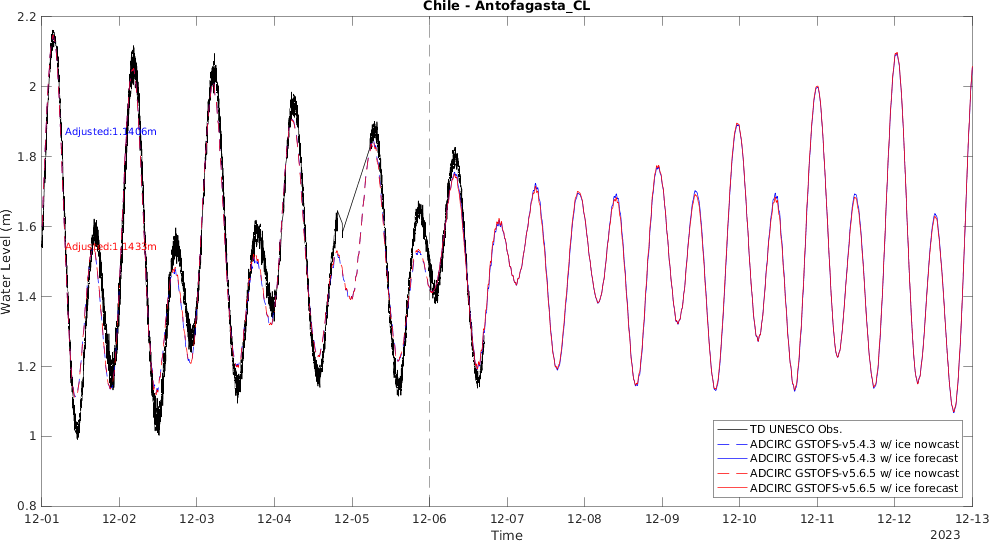 Chile - Antofagasta_CL
2.2
2
1.8
1.6
1.4
1.2
1
0.8
Water Level (m)
Adjusted:1.1406m
Adjusted:1.1433m
TD UNESCO Obs.
ADCIRC GSTOFS-v5.4.3 w/ ice nowcast
ADCIRC GSTOFS-v5.4.3 w/ ice forecast
ADCIRC GSTOFS-v5.6.5 w/ ice nowcast
ADCIRC GSTOFS-v5.6.5 w/ ice forecast
12-01 12-02 12-03 12-04 12-05 12-06 12-07 12-08 12-09 12-10 12-11 12-12 12-13
Time
2023